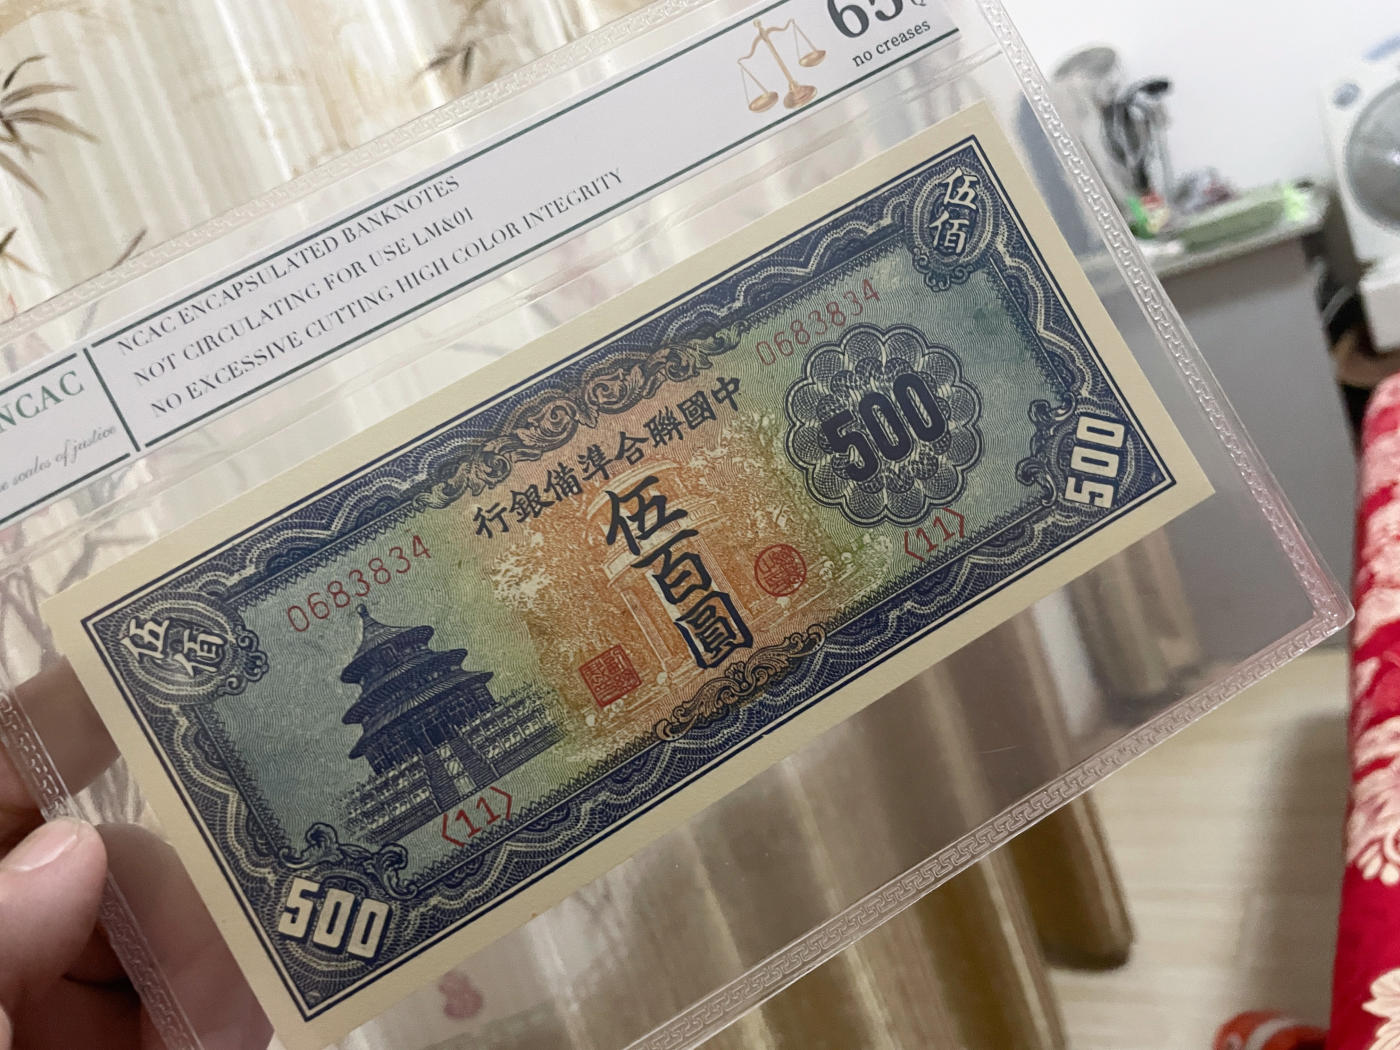 65
no creases
NCAC ENCAPSULATED BANKNOTES
NOT CIRCULATING FOR USE LM&01
NO EXCESSIVE CUTTING HIGH COLOR INTEGRITY
NCAC
scales of justice
伍佰
伍佰
0683834
0683834
行銀備準合聯國中
伍百圓
500
〈11〉
〈11〉
500
500